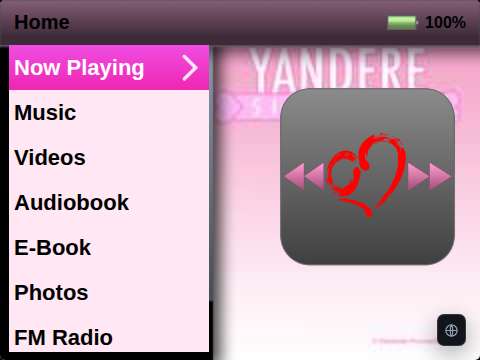 Home
100%
Now Playing
Music
YANDERE
Videos
Audiobook
E-Book
Photos
FM Radio